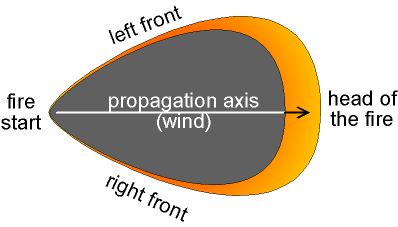 left front
fire
start
propagation axis
(wind)
head of
the fire
right front